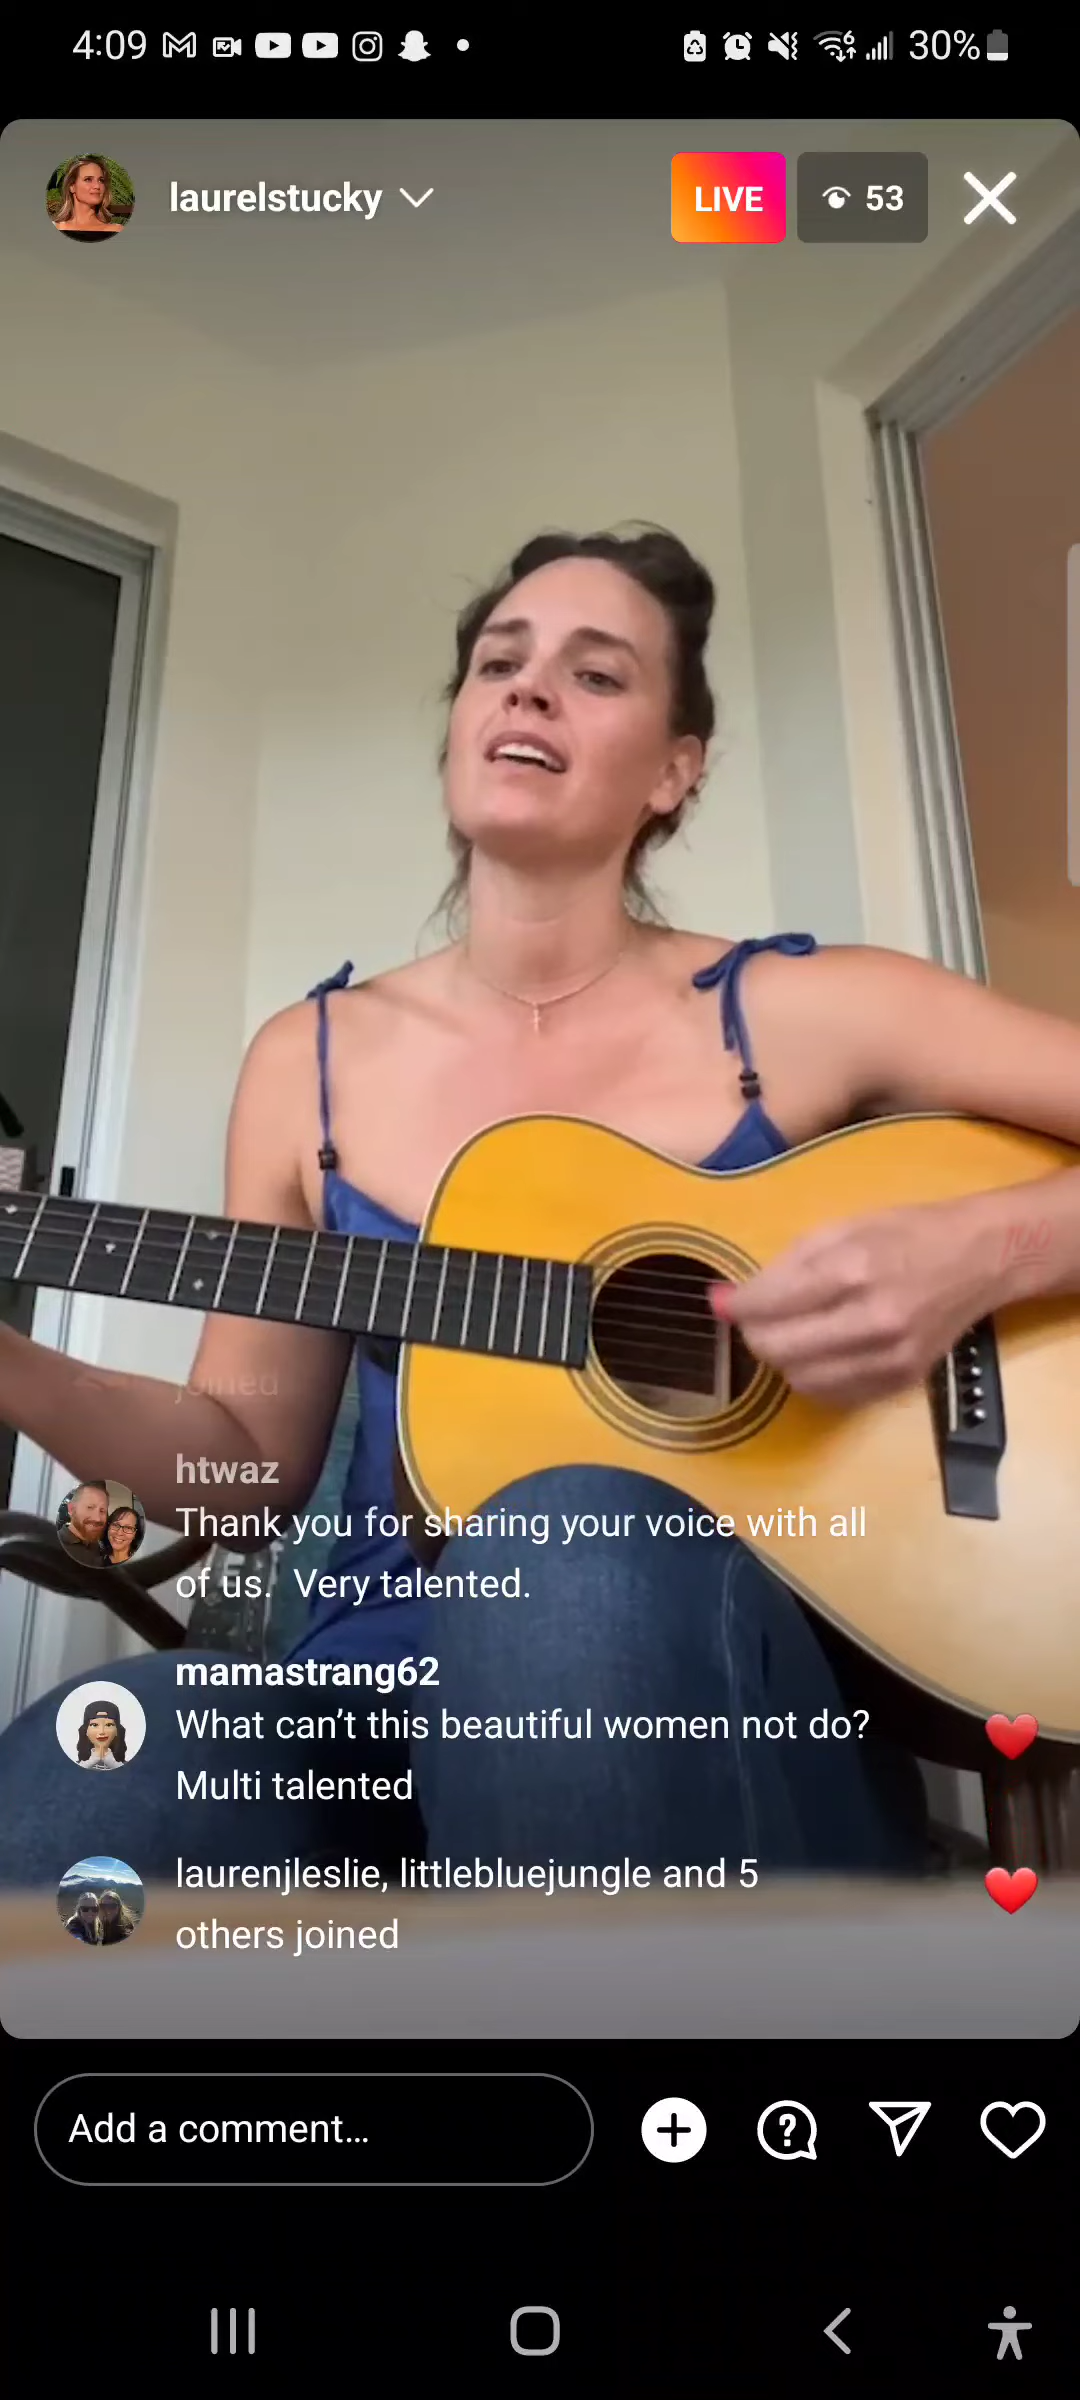 4:09
30%
laurelstucky
LIVE
53
joined
htwaz
Thank you for sharing your voice with all
of us.  Very talented.
mamastrang62
What can’t this beautiful women not do?
Multi talented
laurenjleslie, littlebluejungle and 5
others joined
Add a comment…